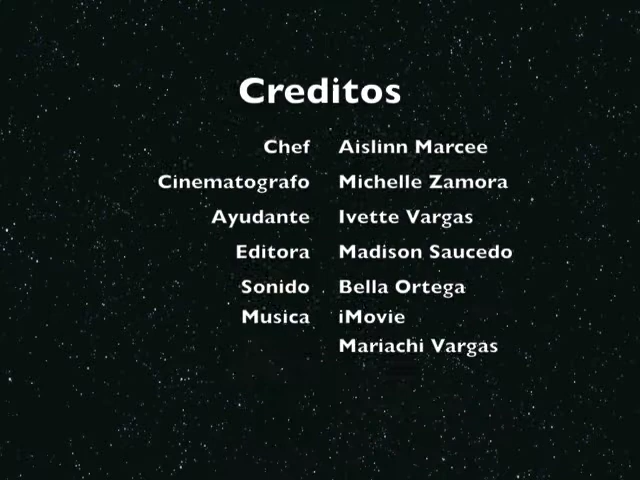 Creditos
Chef Aislinn Marcee
Cinematografo Michelle Zamora
Ayudante Ivette Vargas
Editora Madison Saucedo
Sonido Bella Ortega
Musica iMovie
Mariachi Vargas